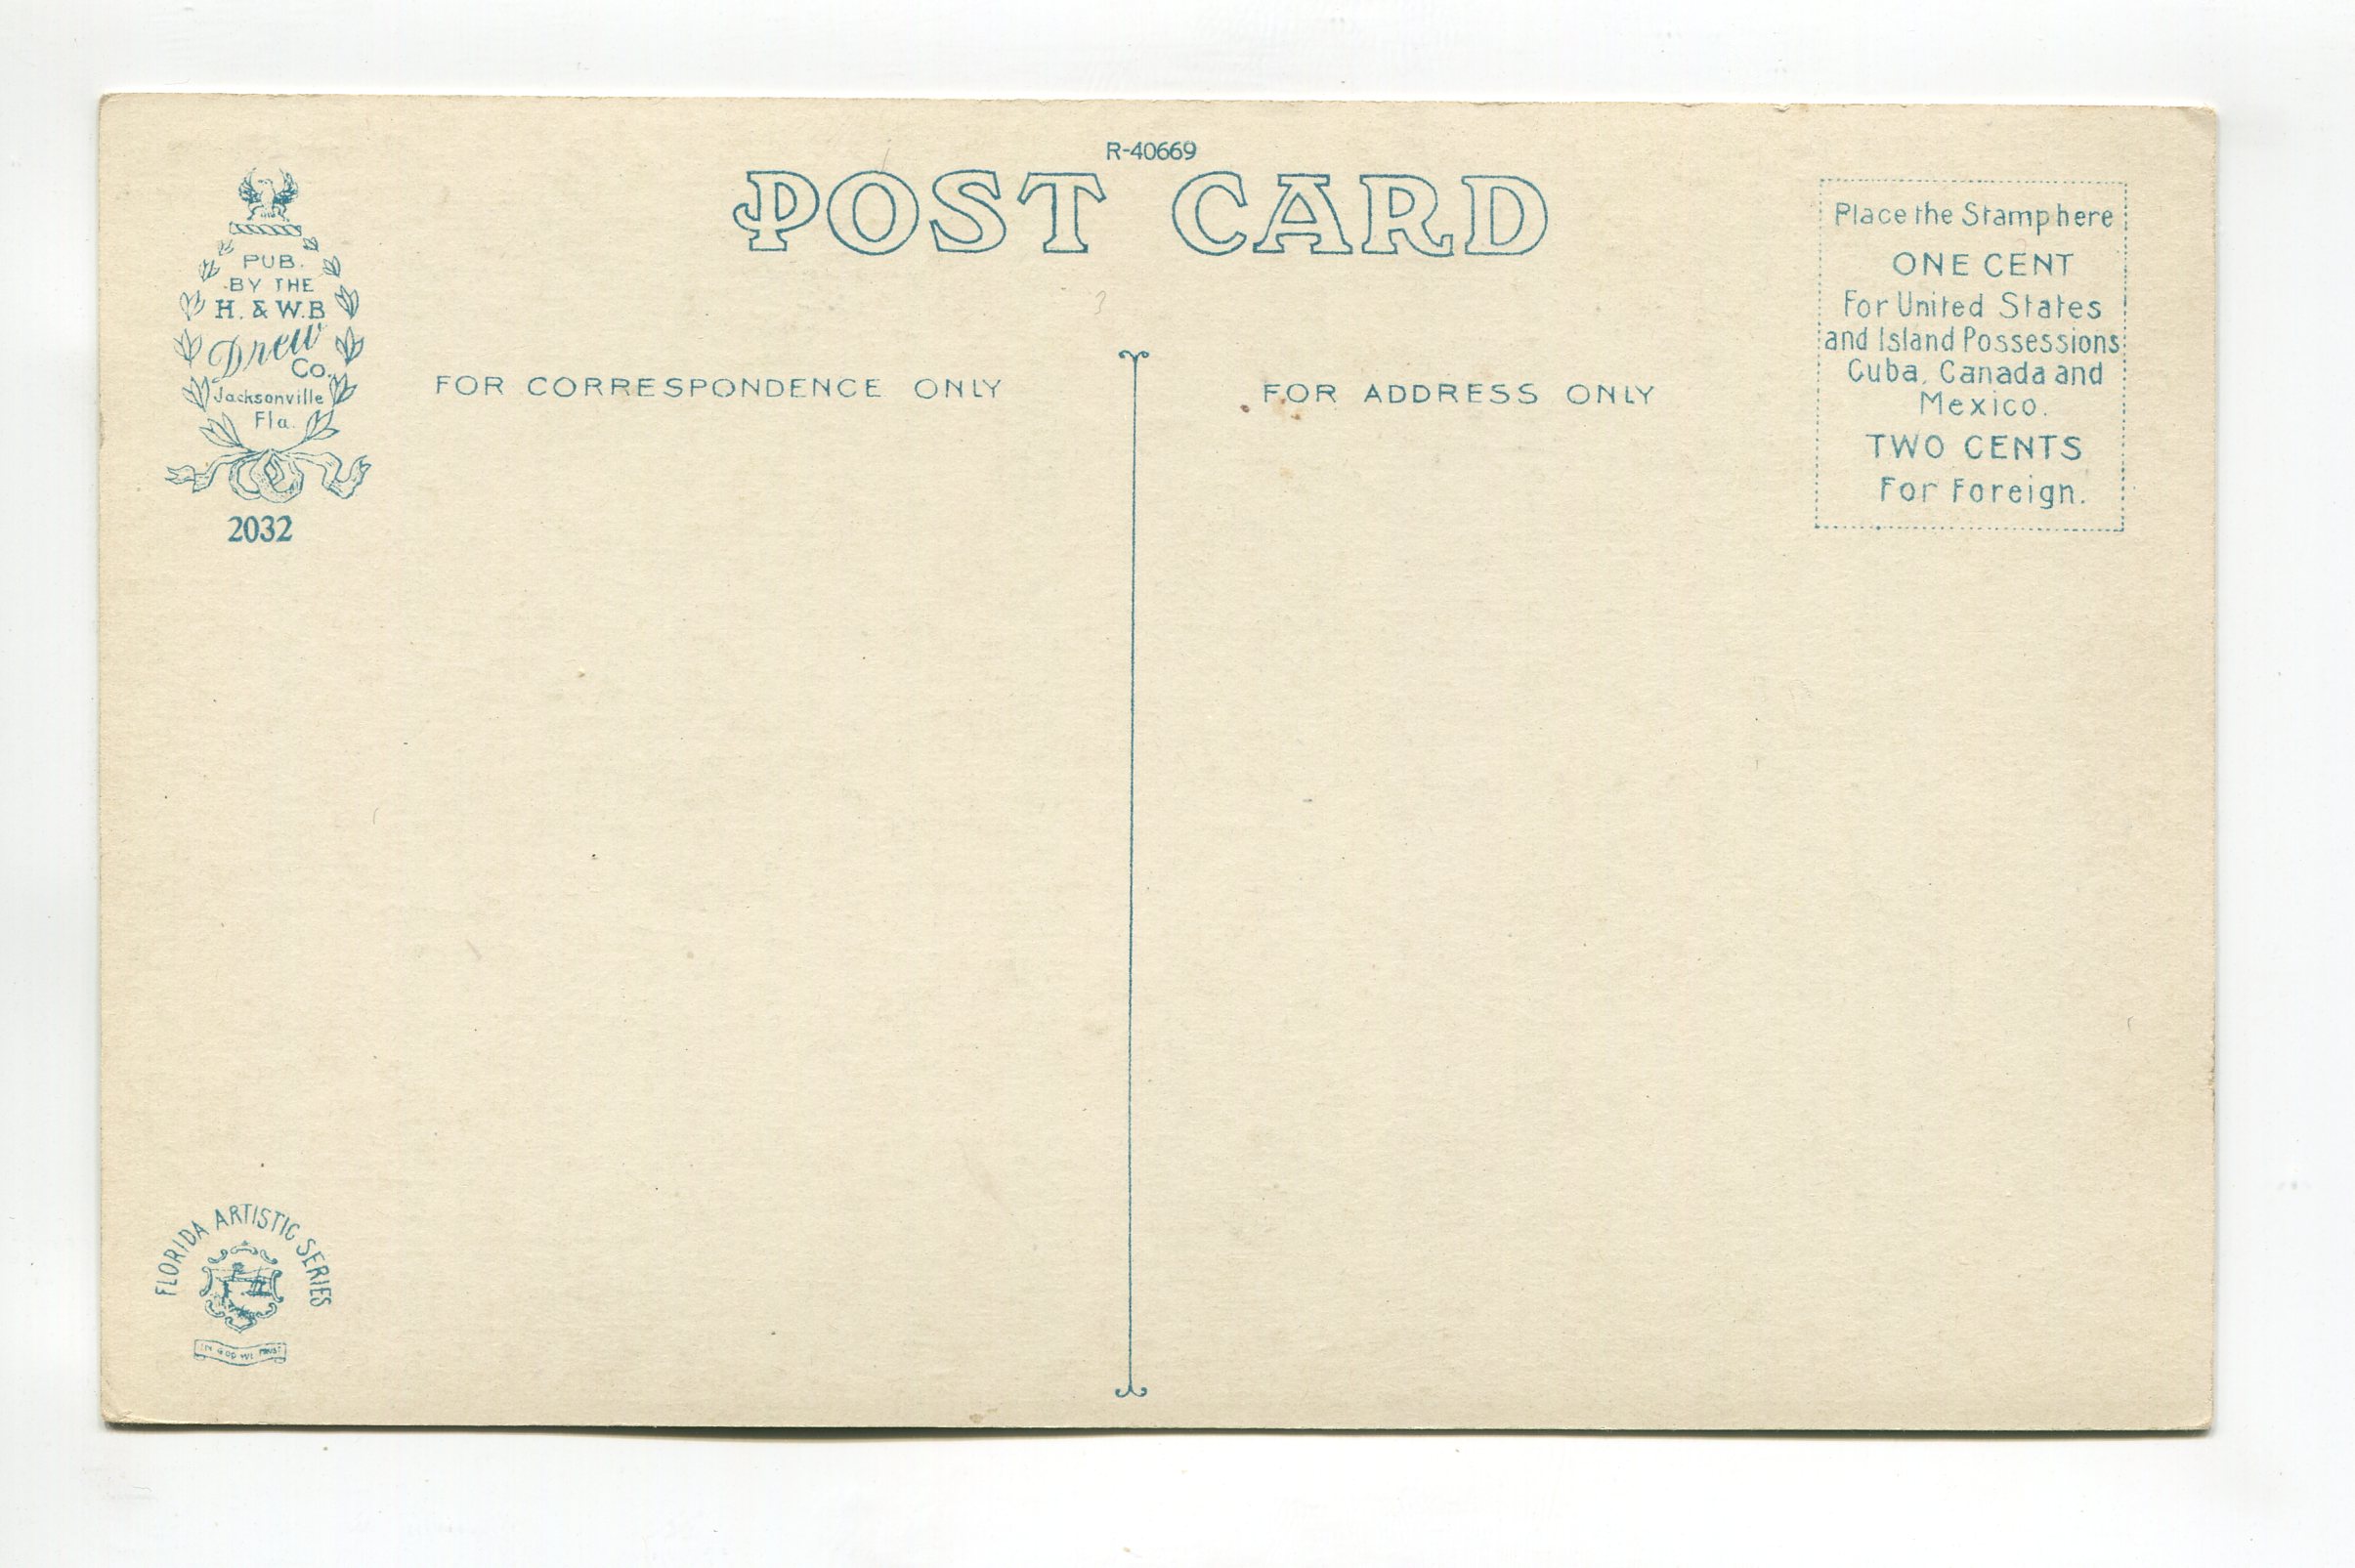 R-40669
POST CARD
PUB.
BY THE
H. & W.B
Drew
Co.
Jacksonville
Fla.
2032
FOR CORRESPONDENCE ONLY
FOR ADDRESS ONLY
Place the Stamp here
ONE CENT
For United States
and Island Possessions
Cuba, Canada and
Mexico.
TWO CENTS
For Foreign.
FLORIDA ARTISTIC SERIES
IN GOD WE TRUST